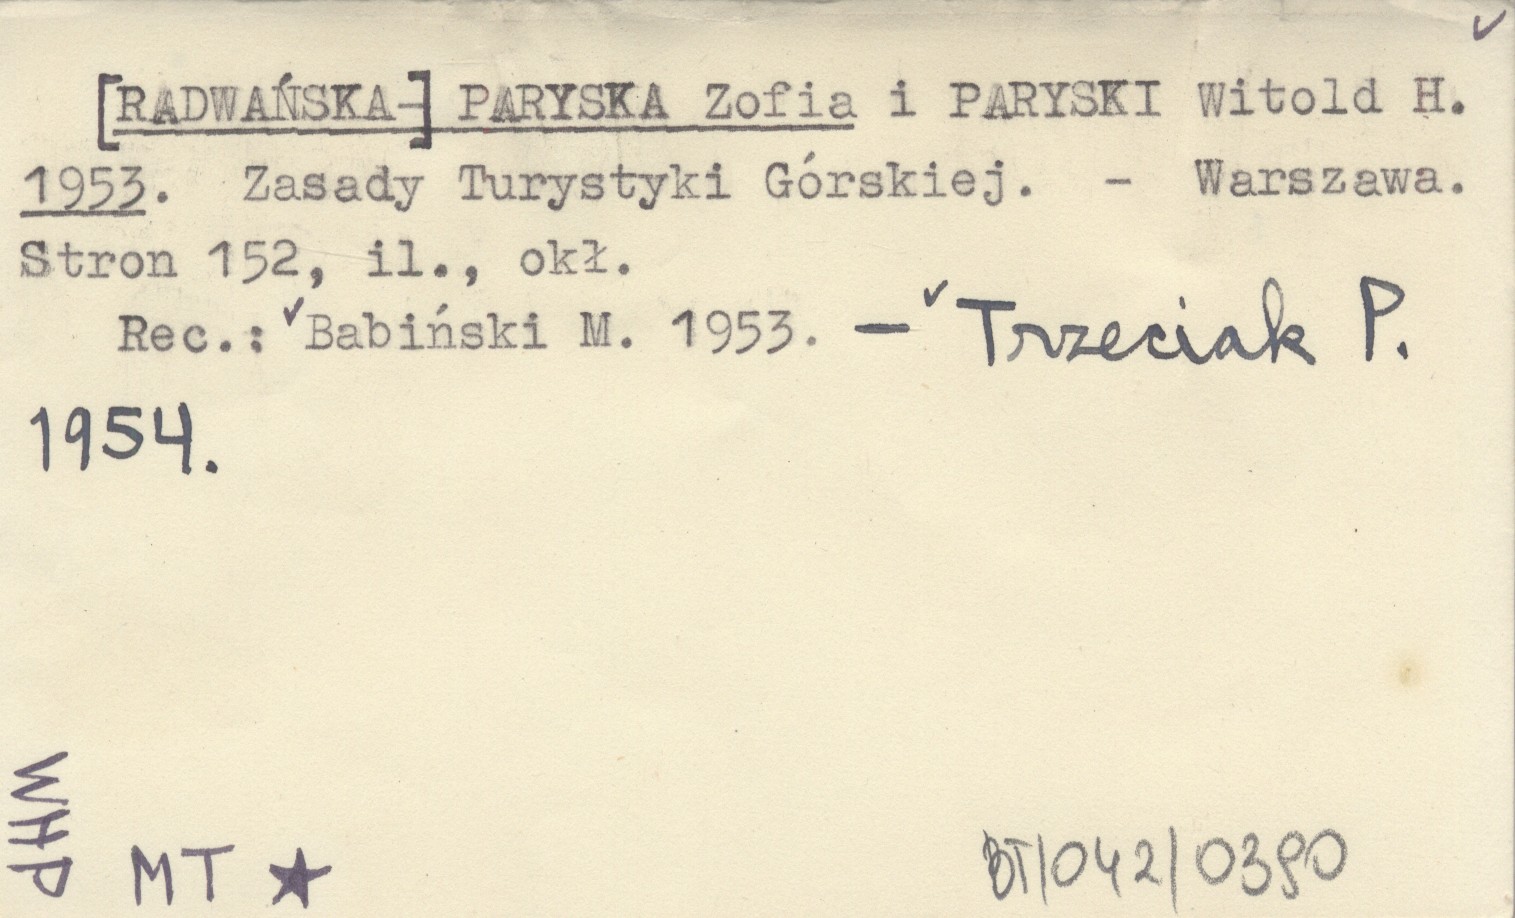 [RADWAŃSKA-] PARYSKA Zofia i PARYSKI Witold H.
1953. Zasady Turystyki Górskiej. - Warszawa.
Stron 152, il., okł.
Rec.: ✓Babiński M. 1953. — ✓Trzeciak P.
1954.
WHP
MT ★
BT/042/0390